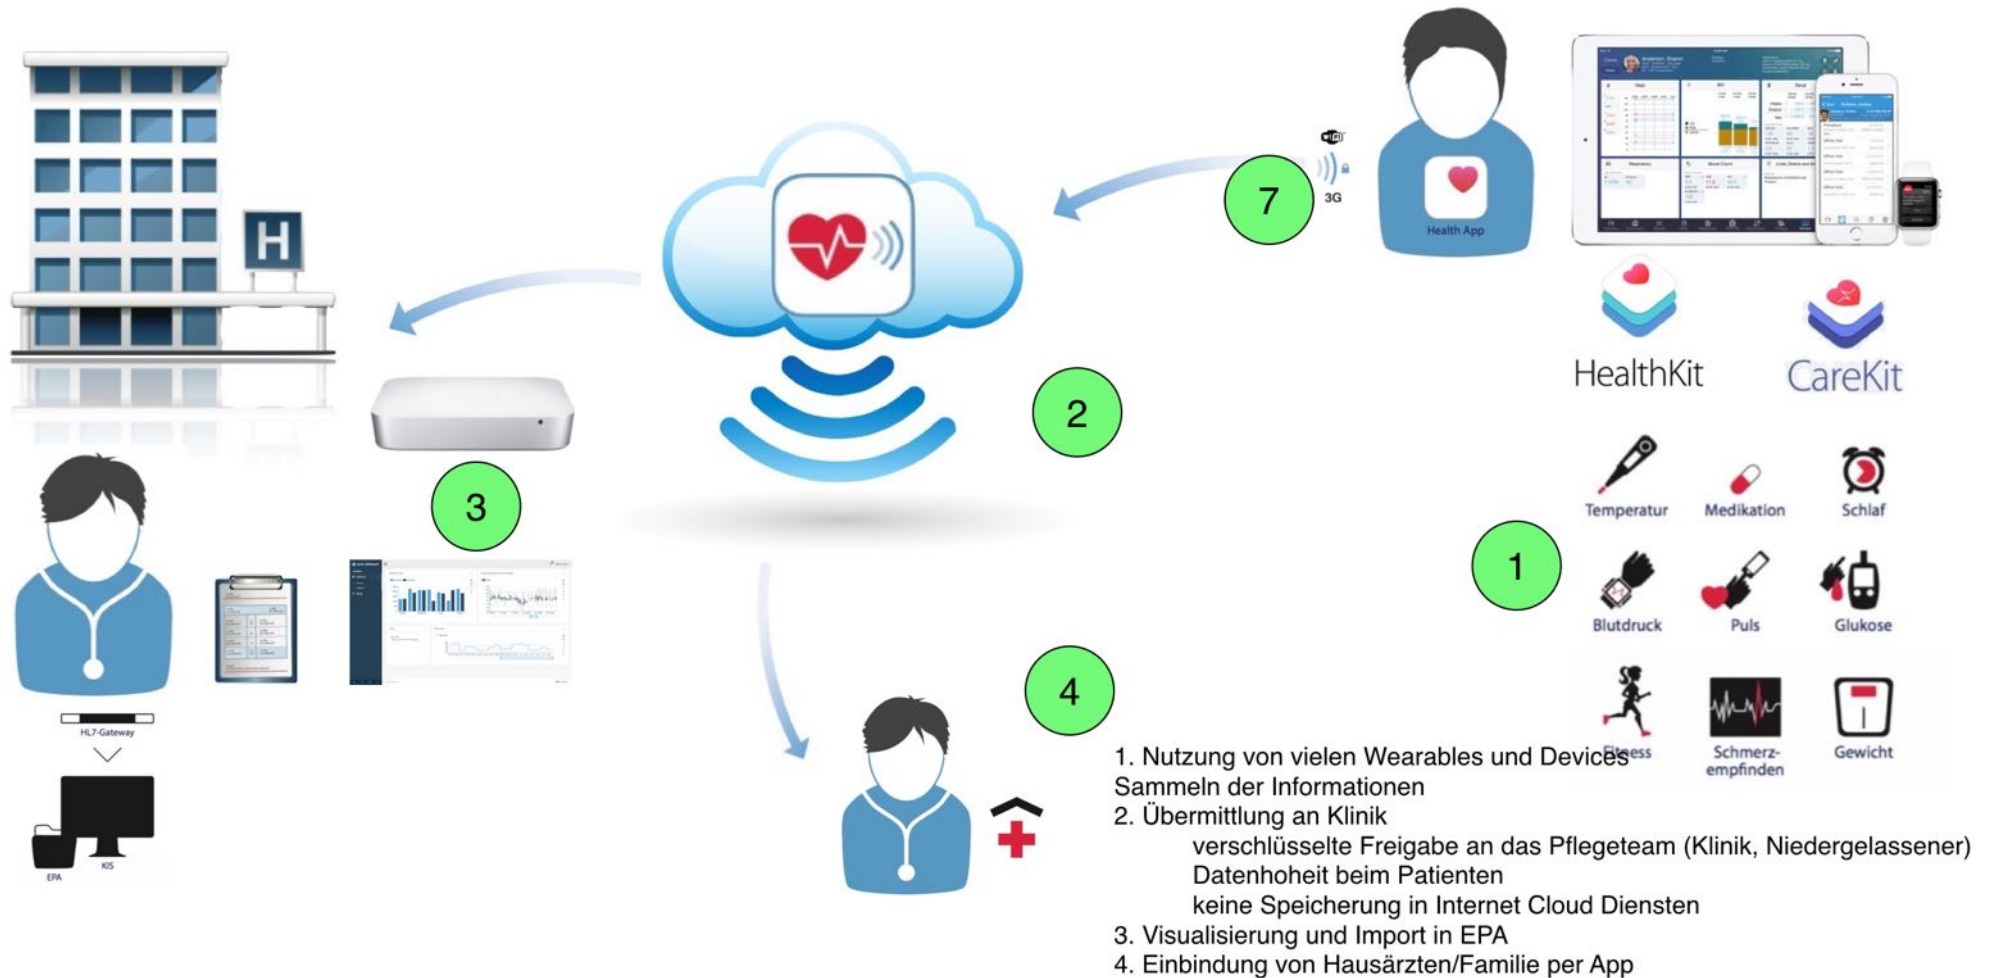 H
WiFi
3G
7
Health App
HealthKit
CareKit
2
3
Temperatur
Medikation
Schlaf
1
Blutdruck
Puls
Glukose
4
Fitness
Schmerz-
empfinden
Gewicht
HL7-Gateway
KIS
EPA
1. Nutzung von vielen Wearables und Devices
Sammeln der Informationen
2. Übermittlung an Klinik
verschlüsselte Freigabe an das Pflegeteam (Klinik, Niedergelassener)
Datenhoheit beim Patienten
keine Speicherung in Internet Cloud Diensten
3. Visualisierung und Import in EPA
4. Einbindung von Hausärzten/Familie per App